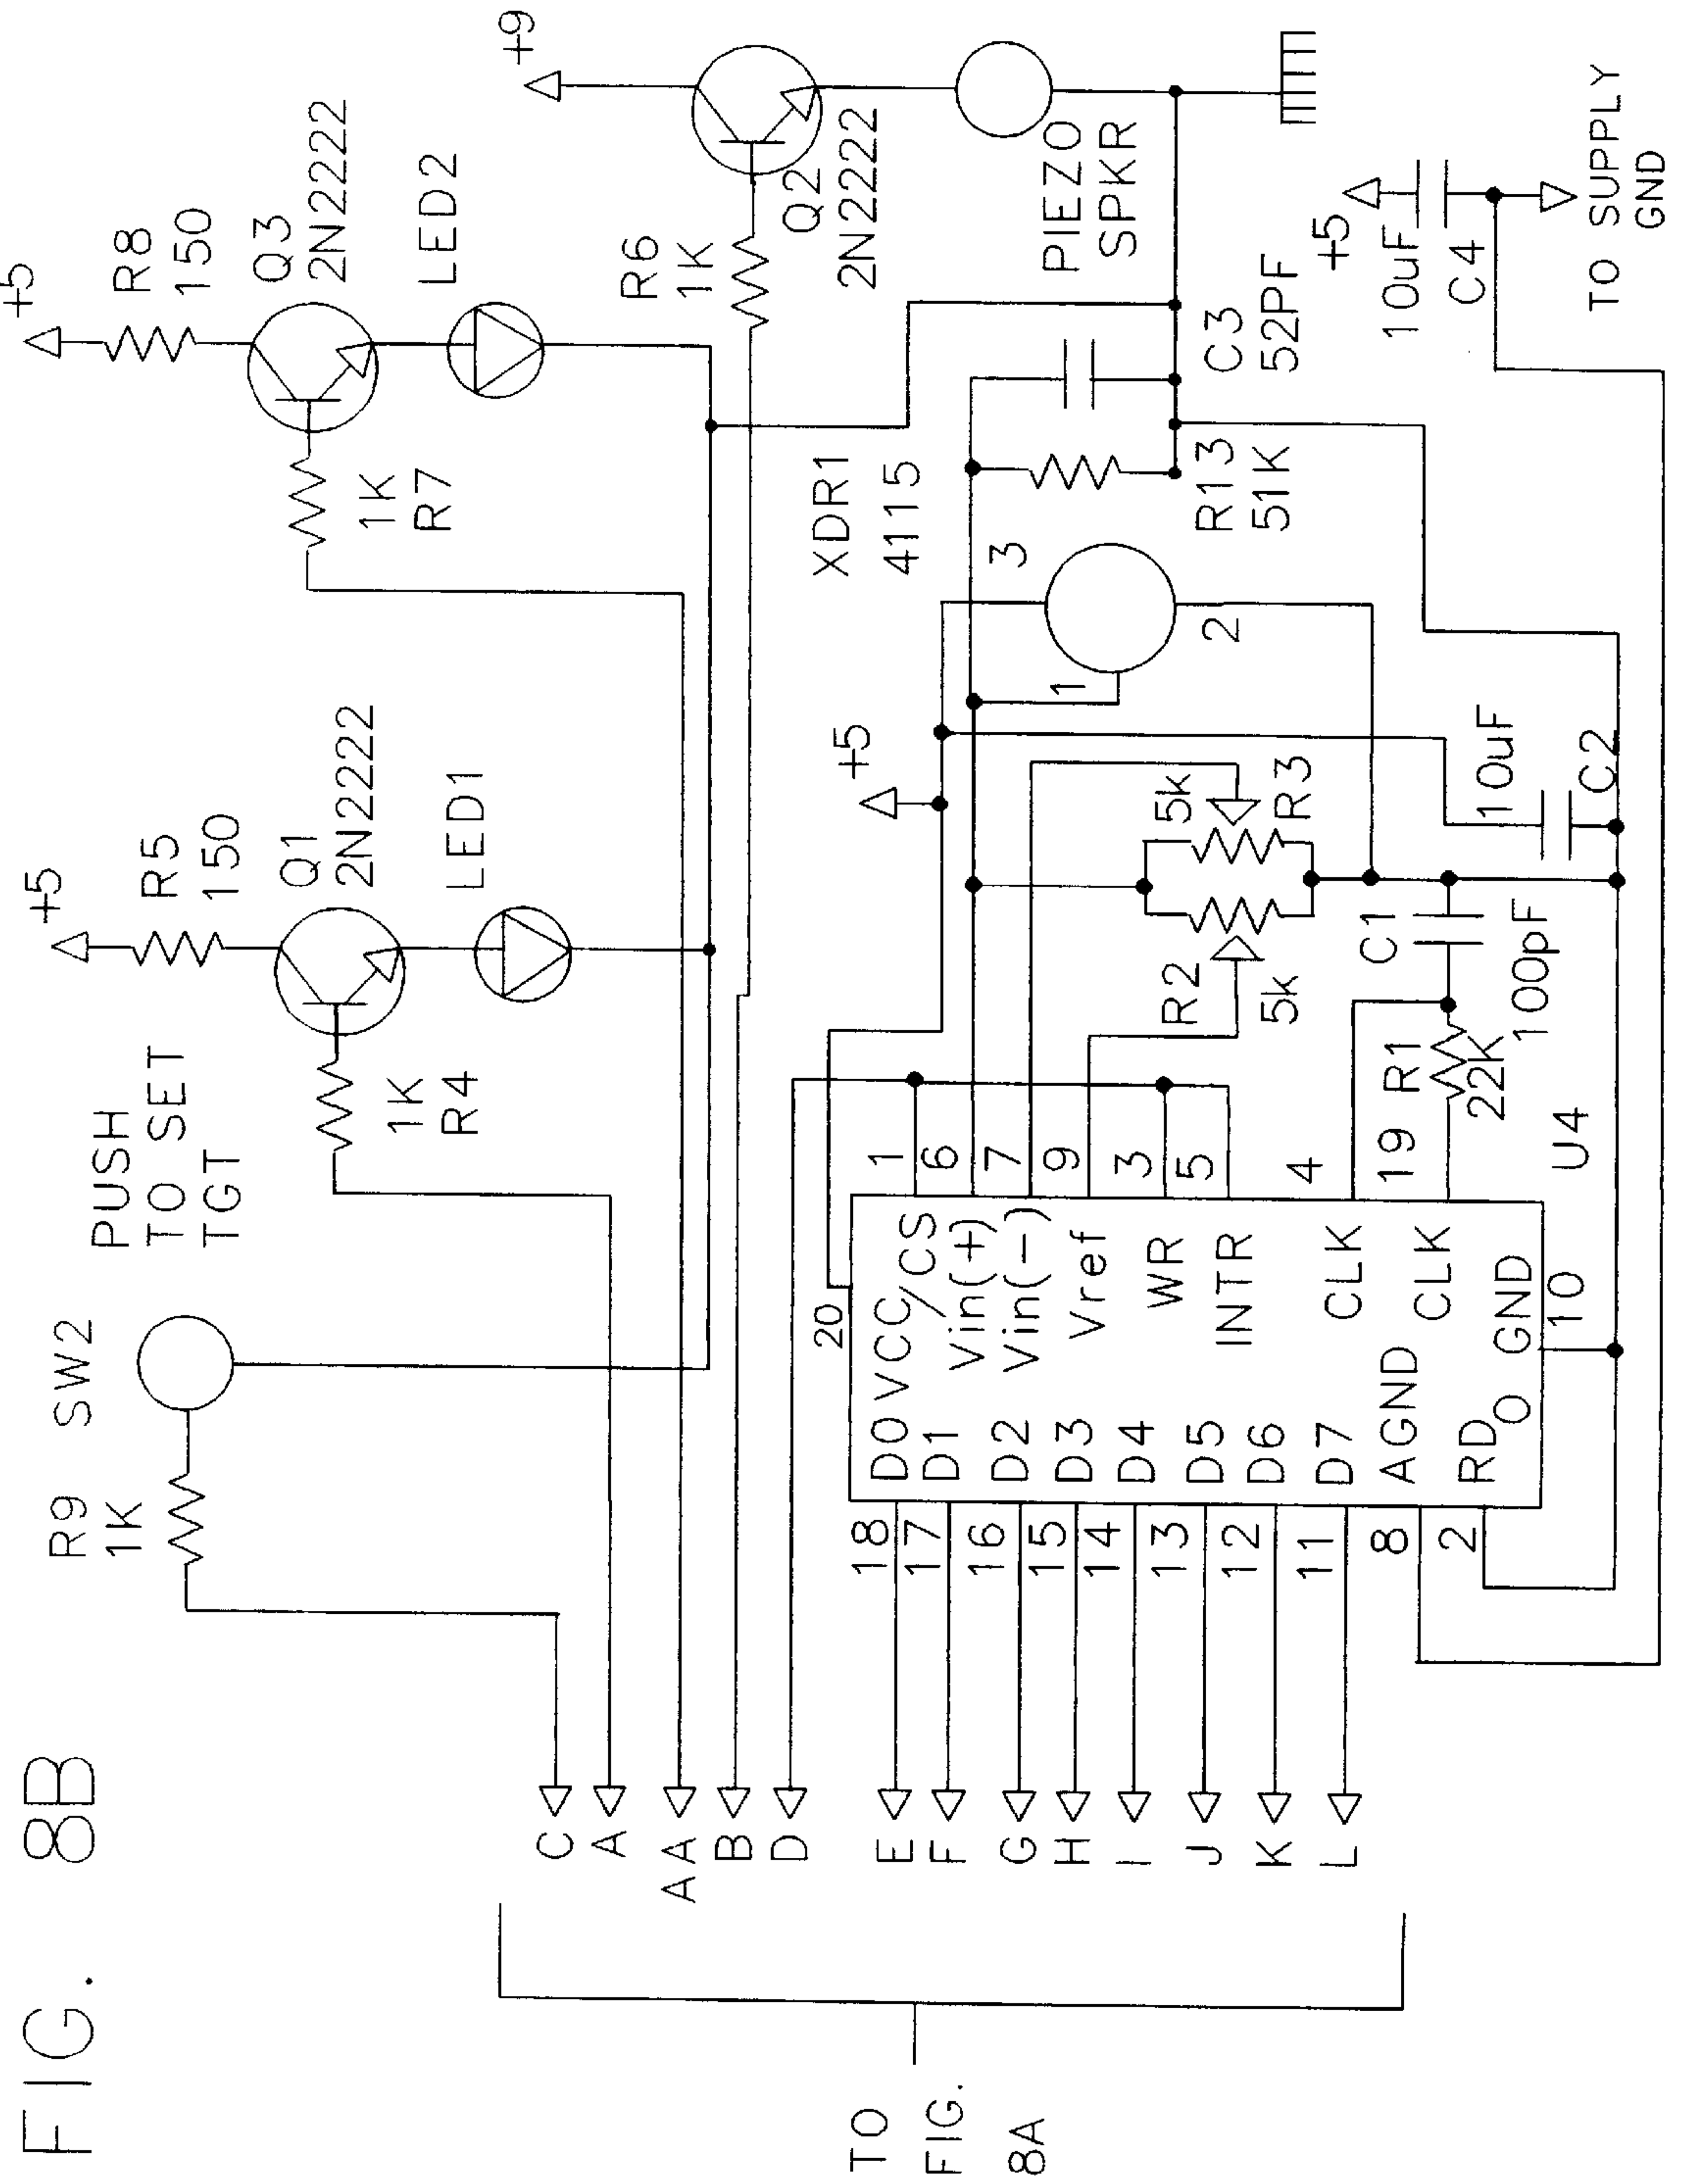 FIG. 8B
+5
R8
150
Q3
2N2222
LED2
1K
R7
+9
R6
1K
Q2
2N2222
PIEZO
SPKR
+5
R5
150
Q1
2N2222
LED1
1K
R4
PUSH
TO SET
TGT
SW2
R9
1K
XDR1
4115
3
1
2
C3
52PF
R13
51K
+5
10uF
C4
TO SUPPLY
GND
+5
5k
R3
R2
5k
10uF
C2
C1
100pF
R1
22K
U4
20
1
6
7
9
3
5
4
19
10
VCC
/CS
Vin(+)
Vin(-)
Vref
WR
INTR
CLK
CLK
GND
D0
D1
D2
D3
D4
D5
D6
D7
AGND
RD
O
18
17
16
15
14
13
12
11
8
2
C
A
AA
B
D
E
F
G
H
I
J
K
L
TO
FIG.
8A